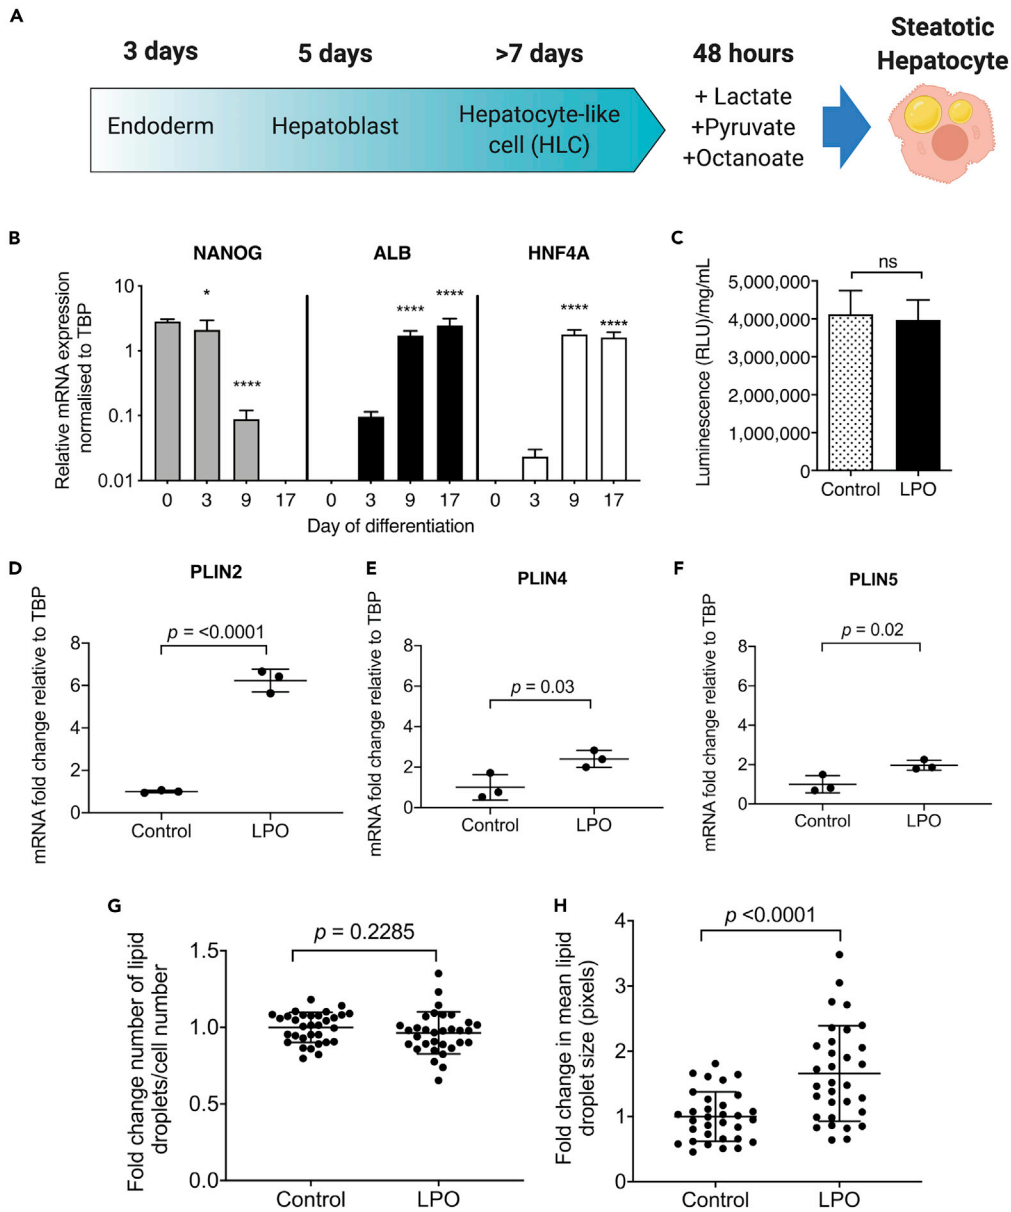 A
3 days
5 days
>7 days
48 hours
Steatotic
Hepatocyte
Endoderm
Hepatoblast
Hepatocyte-like
cell (HLC)
+ Lactate
+Pyruvate
+Octanoate
B
NANOG
ALB
HNF4A
Relative mRNA expression
normalised to TBP
10
1
0.1
0.01
*
****
****
****
****
****
0
3
9
17
0
3
9
17
0
3
9
17
Day of differentiation
C
ns
Luminescence (RLU)/mg/mL
5,000,000
4,000,000
3,000,000
2,000,000
1,000,000
0
Control
LPO
D
PLIN2
mRNA fold change relative to TBP
p = <0.0001
8
6
4
2
0
Control
LPO
E
PLIN4
mRNA fold change relative to TBP
p = 0.03
8
6
4
2
0
Control
LPO
F
PLIN5
mRNA fold change relative to TBP
p = 0.02
8
6
4
2
0
Control
LPO
G
p = 0.2285
Fold change number of lipid
droplets/cell number
1.5
1.0
0.5
0.0
Control
LPO
H
p <0.0001
Fold change in mean lipid
droplet size (pixels)
4
3
2
1
0
Control
LPO